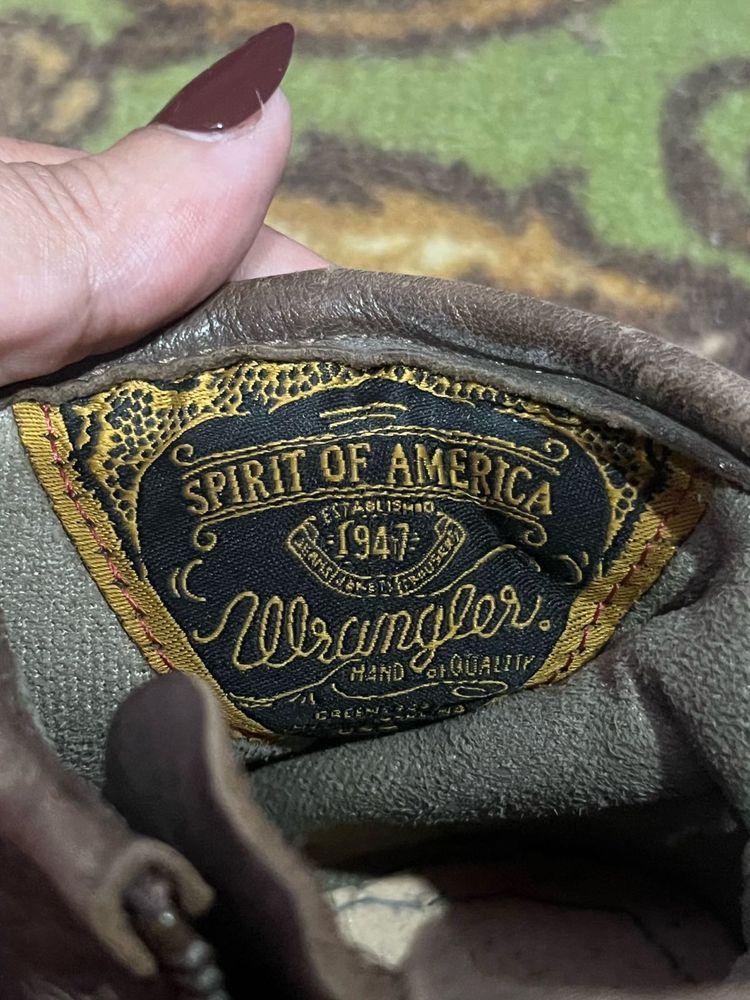 SPIRIT OF AMERICA
ESTABLISHED
1947
Wrangler.
HAND of QUALITY